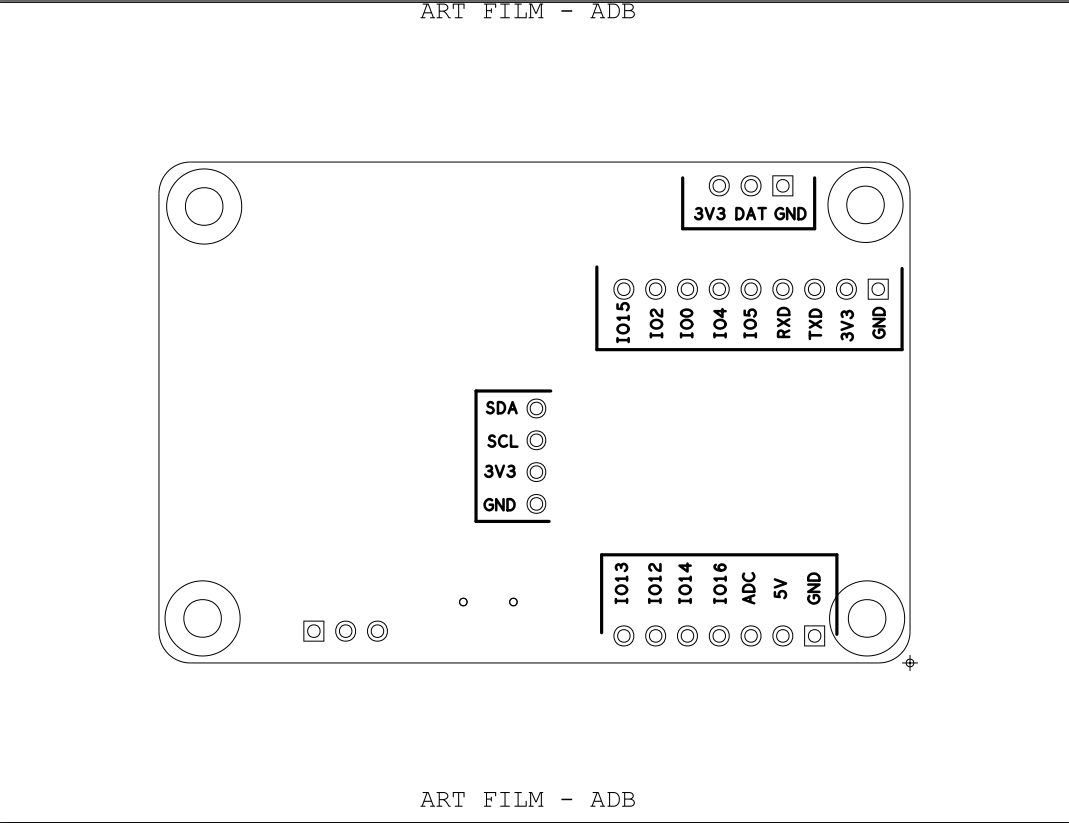 ART FILM - ADB
3V3 DAT GND
IO15 IO2 IO0 IO4 IO5 RXD TXD 3V3 GND
SDA
SCL
3V3
GND
IO13 IO12 IO14 IO16 ADC 5V GND
ART FILM - ADB